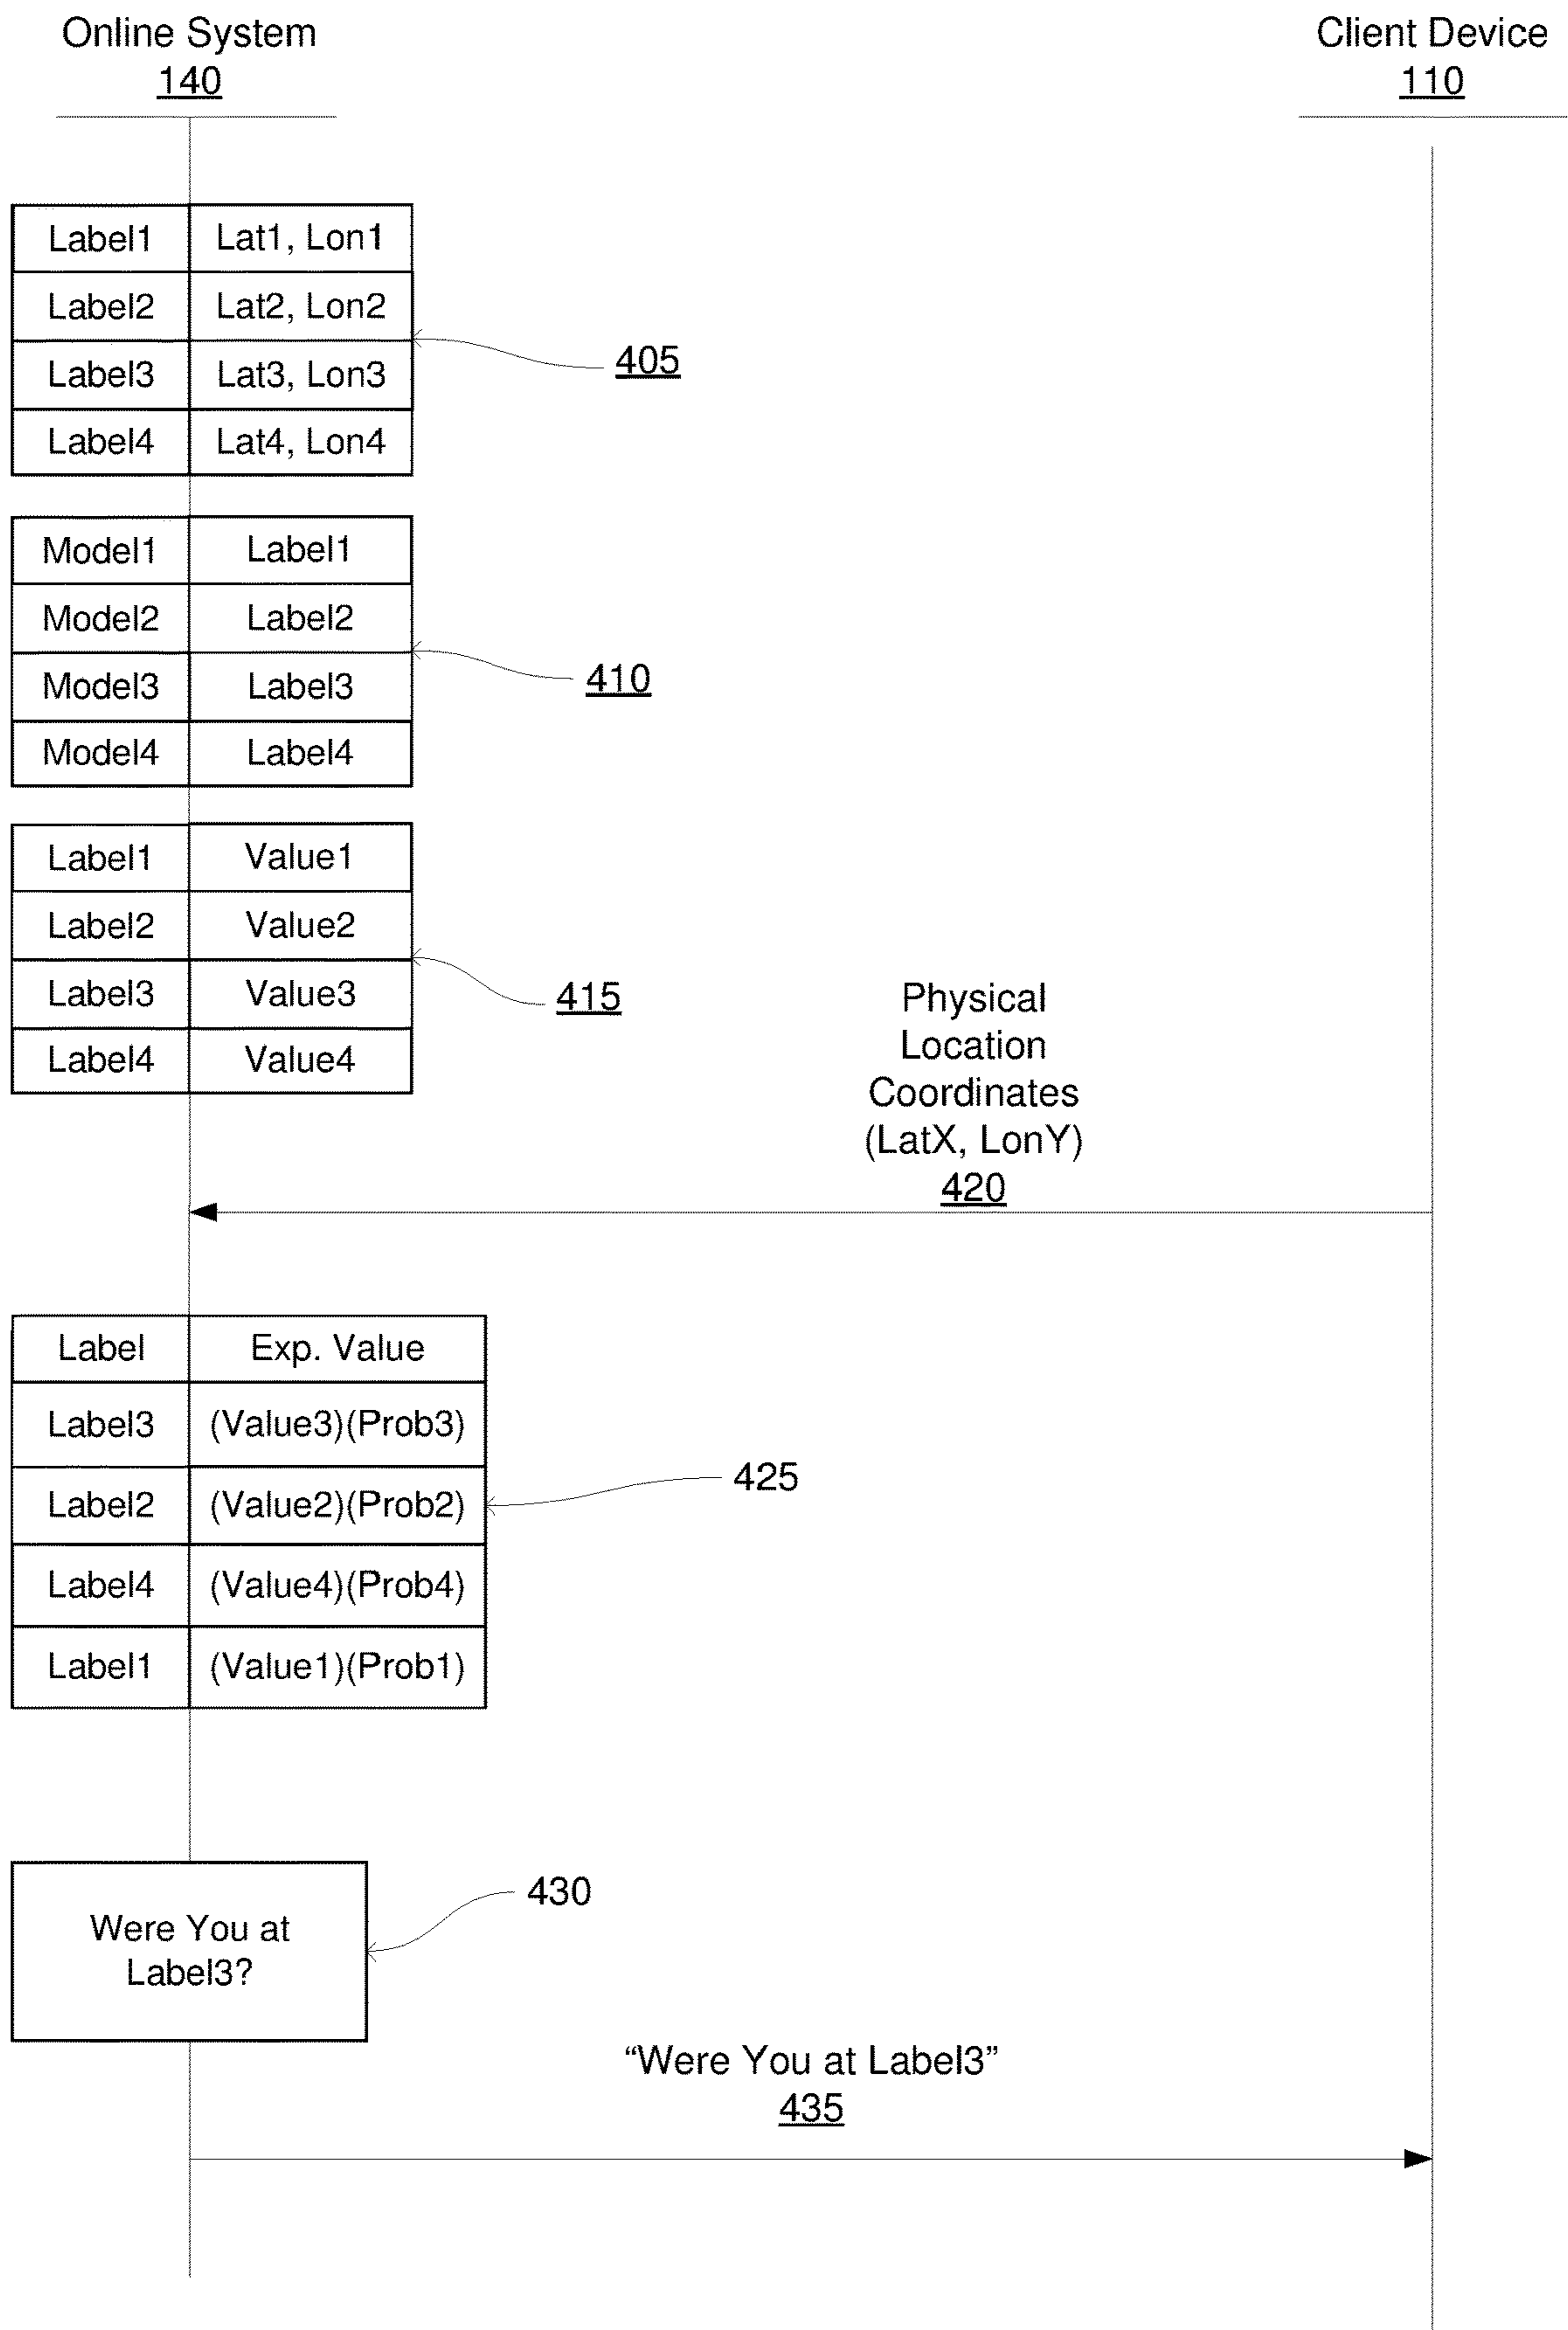 Online System
140
Client Device
110
Label1 Lat1, Lon1
Label2 Lat2, Lon2
Label3 Lat3, Lon3
Label4 Lat4, Lon4
405
Model1 Label1
Model2 Label2
Model3 Label3
Model4 Label4
410
Label1 Value1
Label2 Value2
Label3 Value3
Label4 Value4
415
Physical
Location
Coordinates
(LatX, LonY)
420
Label Exp. Value
Label3 (Value3)(Prob3)
Label2 (Value2)(Prob2)
Label4 (Value4)(Prob4)
Label1 (Value1)(Prob1)
425
Were You at
Label3?
430
“Were You at Label3”
435